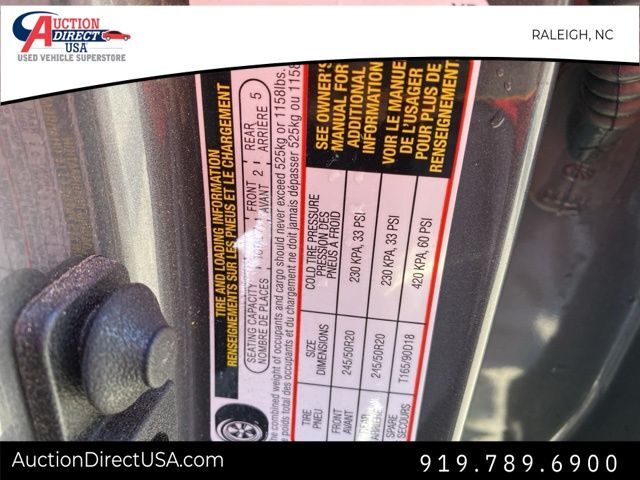 AUCTION
DIRECT
USA
USED VEHICLE SUPERSTORE
RALEIGH, NC
TIRE AND LOADING INFORMATION
RENSEIGNEMENTS SUR LES PNEUS ET LE CHARGEMENT
SEATING CAPACITY FRONT 2 REAR 5
NOMBRE DE PLACES AVANT ARRIÈRE
The combined weight of occupants and cargo should never exceed 525kg or 1158lbs.
poids total des occupants et du chargement ne doit jamais dépasser 525kg ou 1158
TIRE SIZE COLD TIRE PRESSURE
PNEU DIMENSIONS PRESSION DES
PNEUS À FROID
FRONT 245/50R20 230 KPA, 33 PSI
AVANT
245/50R20 230 KPA, 33 PSI
SPARE T165/90D18 420 KPA, 60 PSI
SECOURS
SEE OWNER'S
MANUAL FOR
ADDITIONAL
INFORMATION
VOIR LE MANUEL
DE L'USAGER
POUR PLUS DE
RENSEIGNEMENTS
AuctionDirectUSA.com
919.789.6900